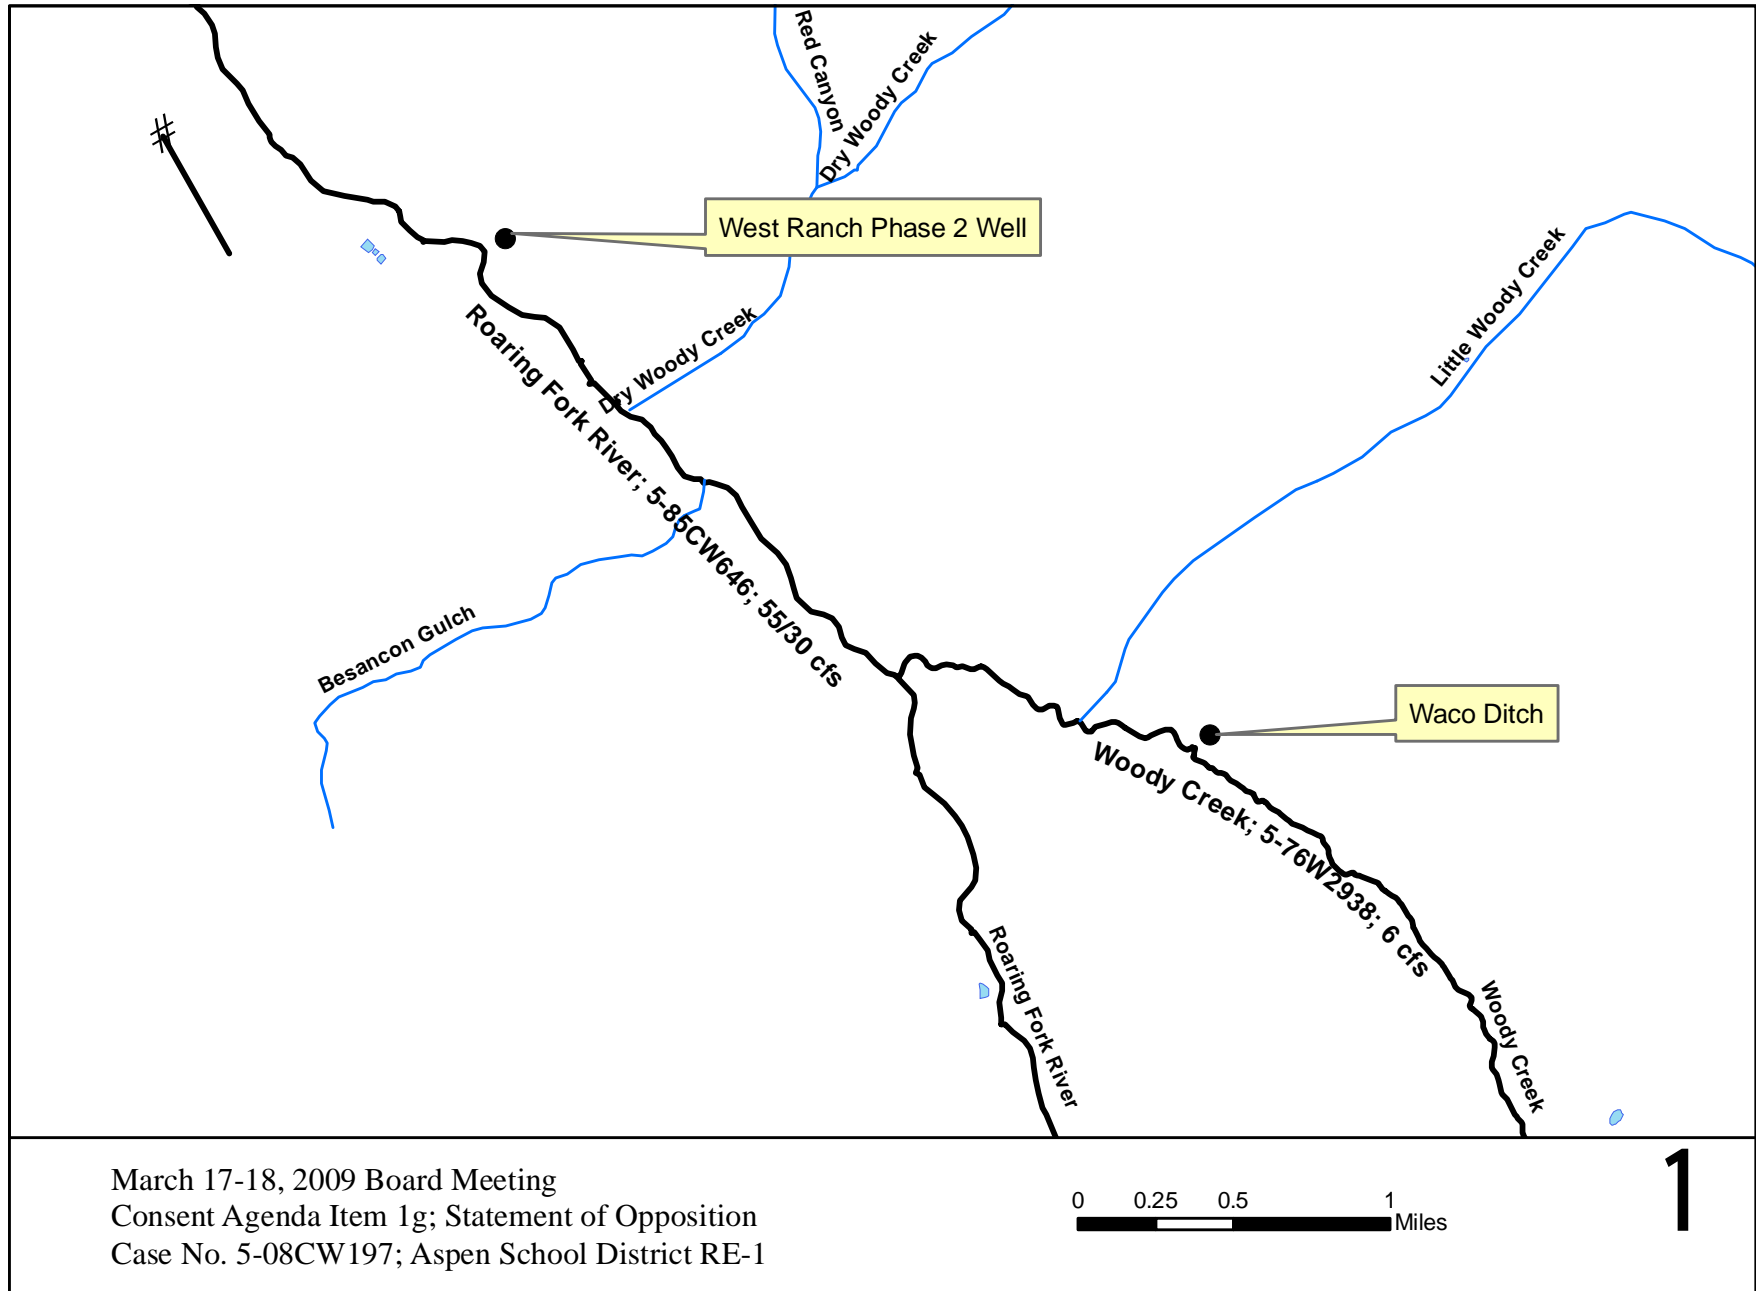 Red Canyon
Dry Woody Creek
West Ranch Phase 2 Well
Little Woody Creek
Dry Woody Creek
Roaring Fork River; 5-85CW646; 55/30 cfs
Besancon Gulch
Waco Ditch
Woody Creek; 5-76W2938; 6 cfs
Roaring Fork River
Woody Creek
March 17-18, 2009 Board Meeting
Consent Agenda Item 1g; Statement of Opposition
Case No. 5-08CW197; Aspen School District RE-1
0 0.25 0.5 1
Miles
1